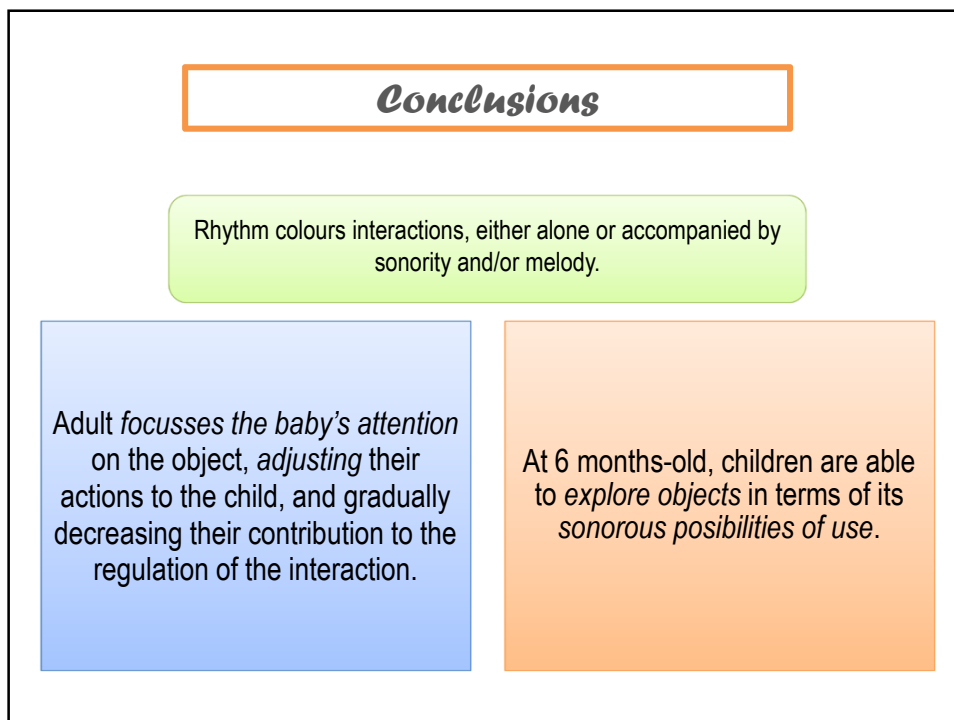 Conclusions
Rhythm colours interactions, either alone or accompanied by
sonority and/or melody.
Adult focusses the baby’s attention
on the object, adjusting their
actions to the child, and gradually
decreasing their contribution to the
regulation of the interaction.
At 6 months-old, children are able
to explore objects in terms of its
sonorous posibilities of use.